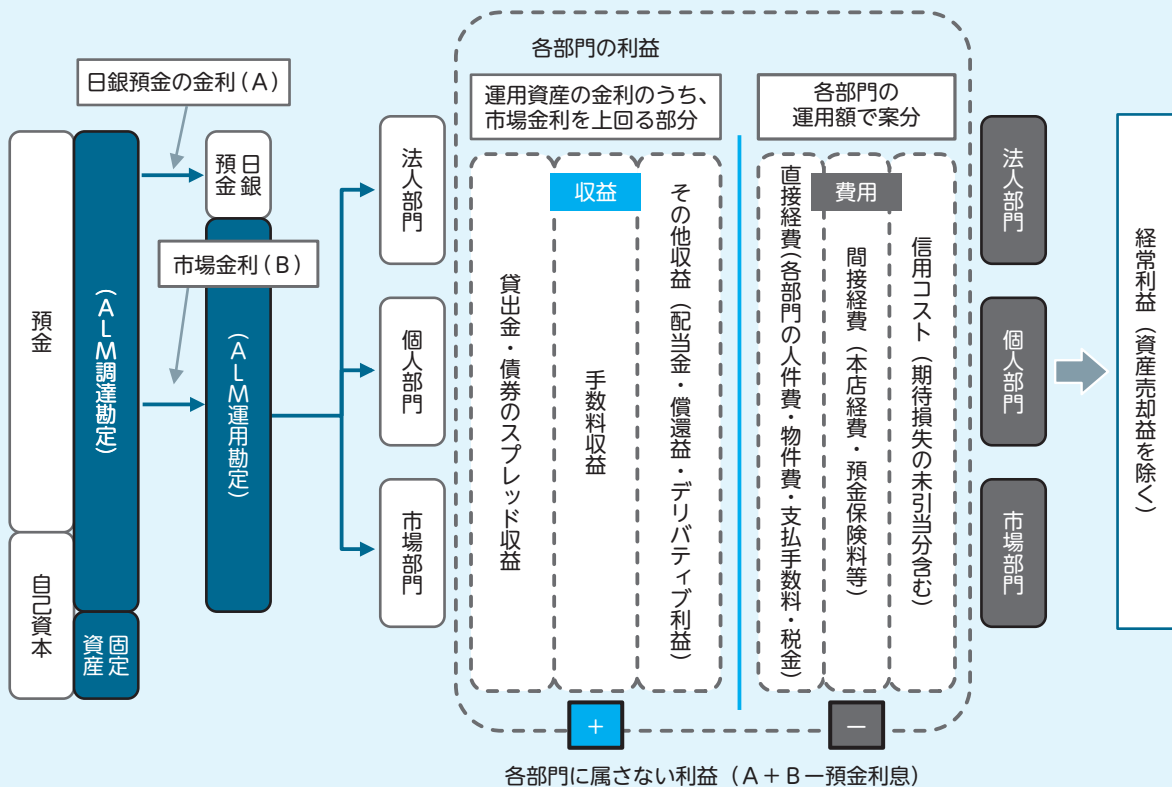 各部門の利益
日銀預金の金利（A）
運用資産の金利のうち、
市場金利を上回る部分
各部門の
運用額で案分
預金
自己資本
（ALM調達勘定）
固定
資産
日銀
預金
市場金利（B）
（ALM運用勘定）
法人部門
個人部門
市場部門
収益
貸出金・債券のスプレッド収益
手数料収益
その他収益（配当金・償還益・デリバティブ利益）
費用
直接経費（各部門の人件費・物件費・支払手数料・税金）
間接経費（本店経費・預金保険料等）
信用コスト（期待損失の未引当分含む）
法人部門
個人部門
市場部門
経常利益（資産売却益を除く）
＋
－
各部門に属さない利益（A＋B－預金利息）